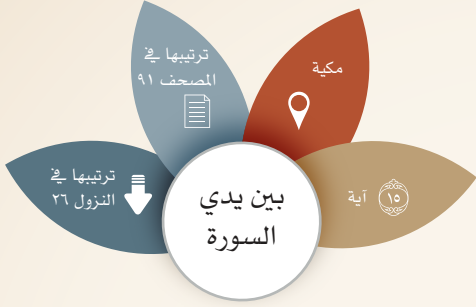 بين يدي
السورة
١٥ آية
مكية
ترتيبها في
المصحف ٩١
ترتيبها في
النزول ٢٦